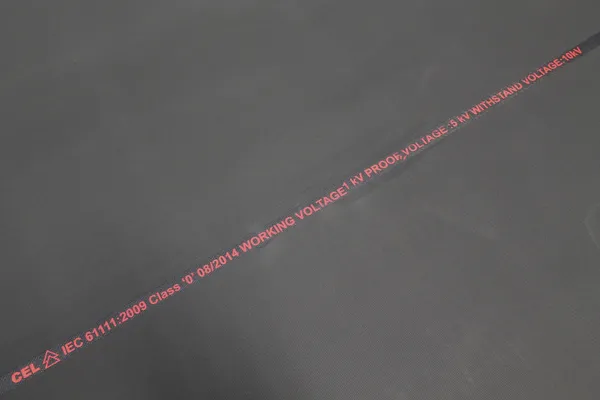 CEL IEC 61111:2009 Class '0' 08/2014 WORKING VOLTAGE 1 kV PROOF VOLTAGE :5 kV WITHSTAND VOLTAGE:10kV